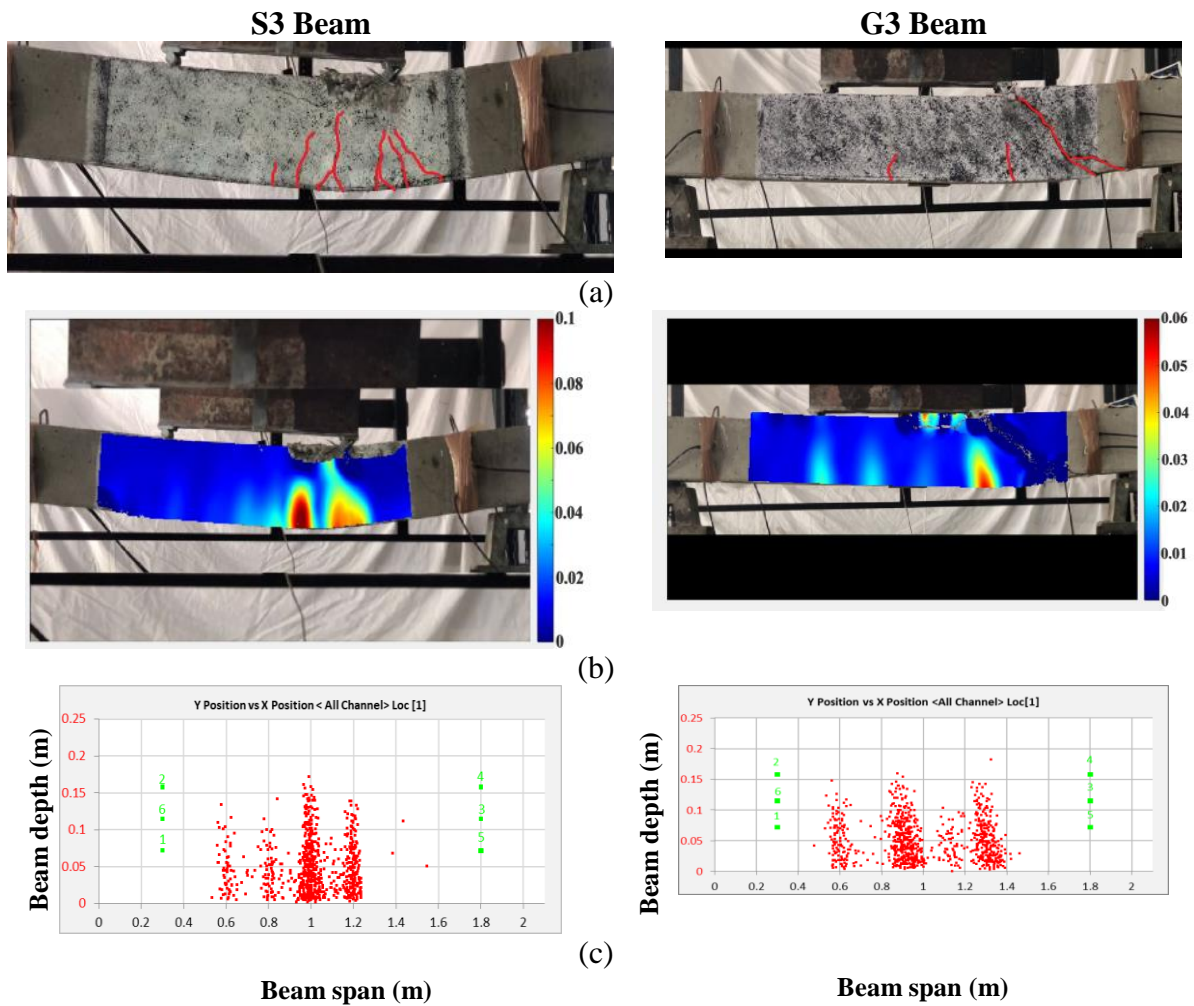 S3 Beam
G3 Beam
(a)
0.1
0.08
0.06
0.04
0.02
0
0.06
0.04
0.02
0
(b)
Y Position vs X Position < All Channel> Loc [1]
Beam depth (m)
0.25
0.2
0.15
0.1
0.05
0
2
6
1
4
3
5
0 0.2 0.4 0.6 0.8 1 1.2 1.4 1.6 1.8 2
Y Position vs X Position <All Channel> Loc[1]
Beam depth (m)
0.25
0.2
0.15
0.1
0.05
0
2
6
1
4
3
5
0 0.2 0.4 0.6 0.8 1 1.2 1.4 1.6 1.8 2
(c)
Beam span (m)
Beam span (m)